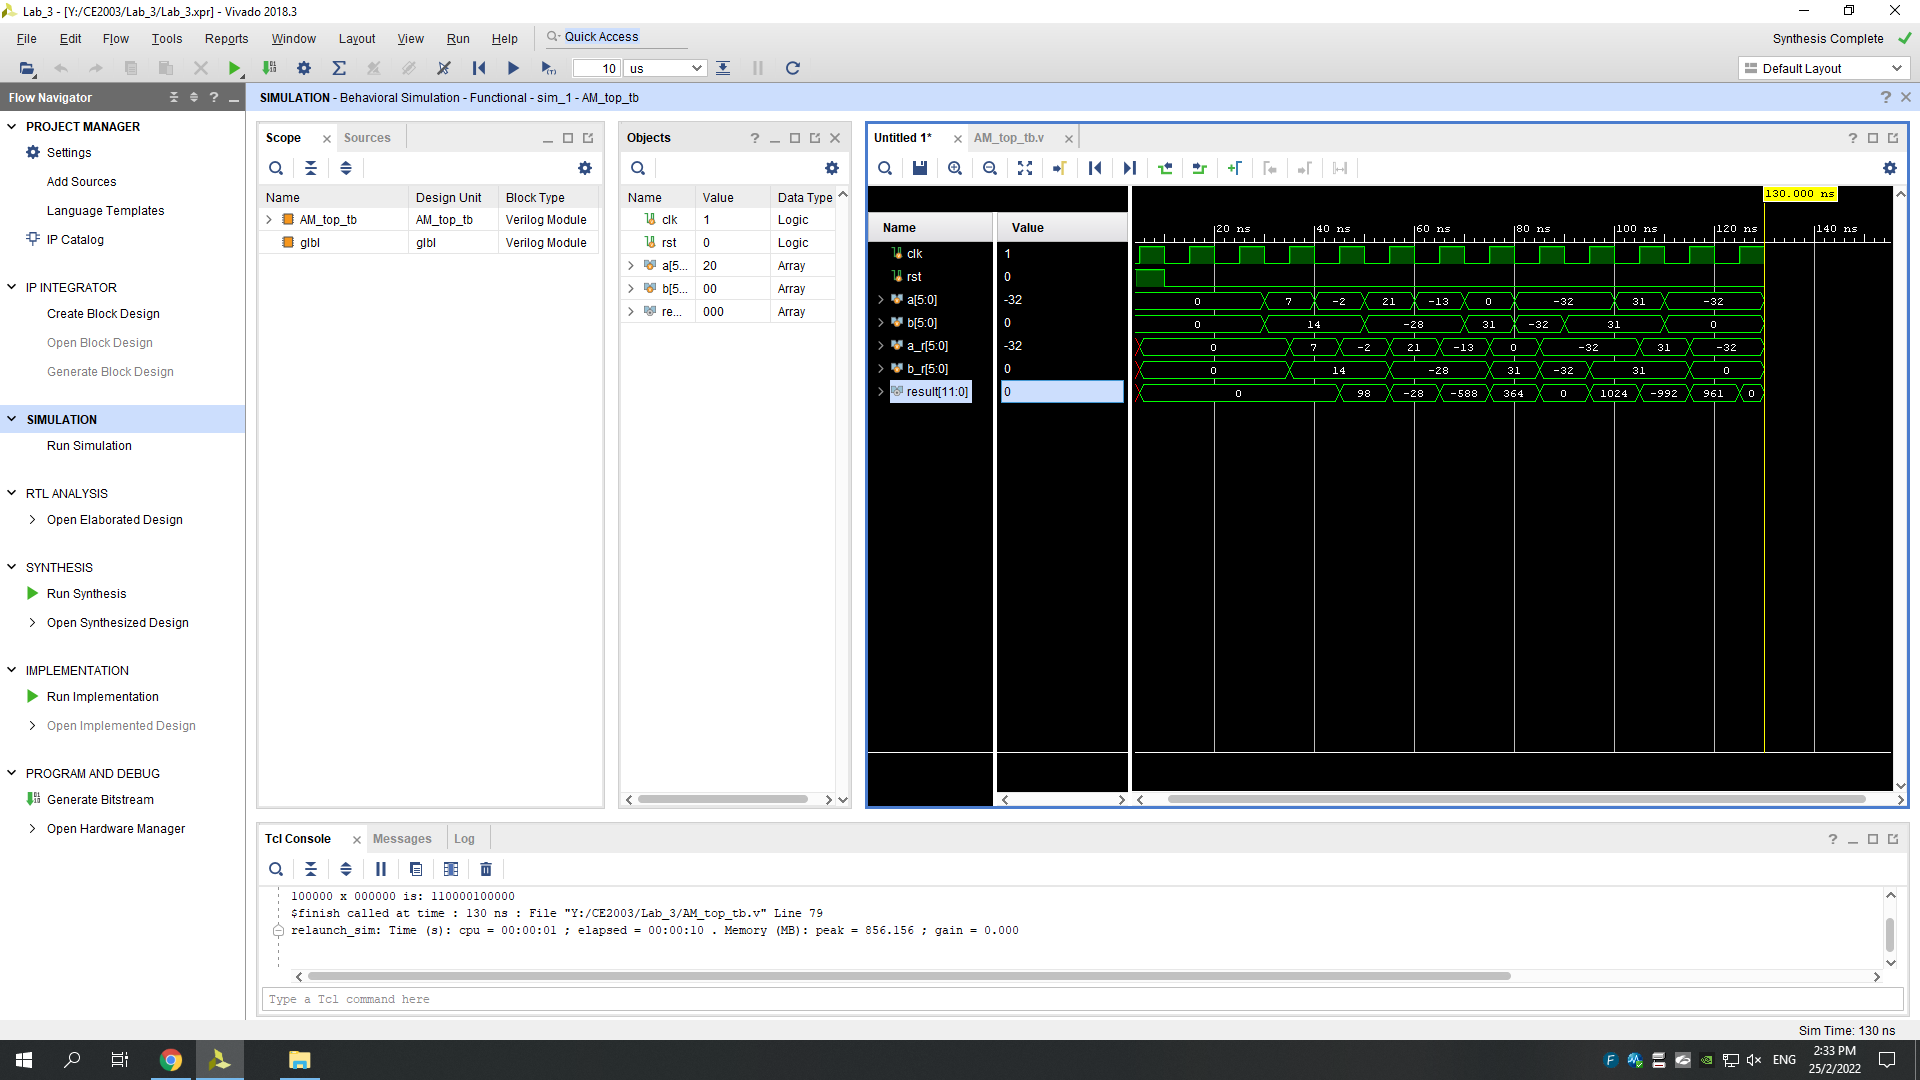 Lab_3 - [Y:/CE2003/Lab_3/Lab_3.xpr] - Vivado 2018.3
File Edit Flow Tools Reports Window Layout View Run Help Quick Access
Synthesis Complete
10 us
Default Layout
Flow Navigator
PROJECT MANAGER
Settings
Add Sources
Language Templates
IP Catalog
IP INTEGRATOR
Create Block Design
Open Block Design
Generate Block Design
SIMULATION
Run Simulation
RTL ANALYSIS
Open Elaborated Design
SYNTHESIS
Run Synthesis
Open Synthesized Design
IMPLEMENTATION
Run Implementation
Open Implemented Design
PROGRAM AND DEBUG
Generate Bitstream
Open Hardware Manager
SIMULATION - Behavioral Simulation - Functional - sim_1 - AM_top_tb
Scope Sources
Name Design Unit Block Type
AM_top_tb AM_top_tb Verilog Module
glbl glbl Verilog Module
Objects
Name Value Data Type
clk 1 Logic
rst 0 Logic
a[5... 20 Array
b[5... 00 Array
re... 000 Array
Untitled 1* AM_top_tb.v
130.000 ns
Name Value
20 ns 40 ns 60 ns 80 ns 100 ns 120 ns 140 ns
clk 1
rst 0
a[5:0] -32 0 7 -2 21 -13 0 -32 31 -32
b[5:0] 0 0 14 -28 31 -32 31 0
a_r[5:0] -32 0 7 -2 21 -13 0 -32 31 -32
b_r[5:0] 0 0 14 -28 31 -32 31 0
result[11:0] 0 0 98 -28 -588 364 0 1024 -992 961 0
Tcl Console Messages Log
100000 x 000000 is: 110000100000
$finish called at time : 130 ns : File "Y:/CE2003/Lab_3/AM_top_tb.v" Line 79
relaunch_sim: Time (s): cpu = 00:00:01 ; elapsed = 00:00:10 . Memory (MB): peak = 856.156 ; gain = 0.000
Type a Tcl command here
Sim Time: 130 ns
ENG
2:33 PM
25/2/2022